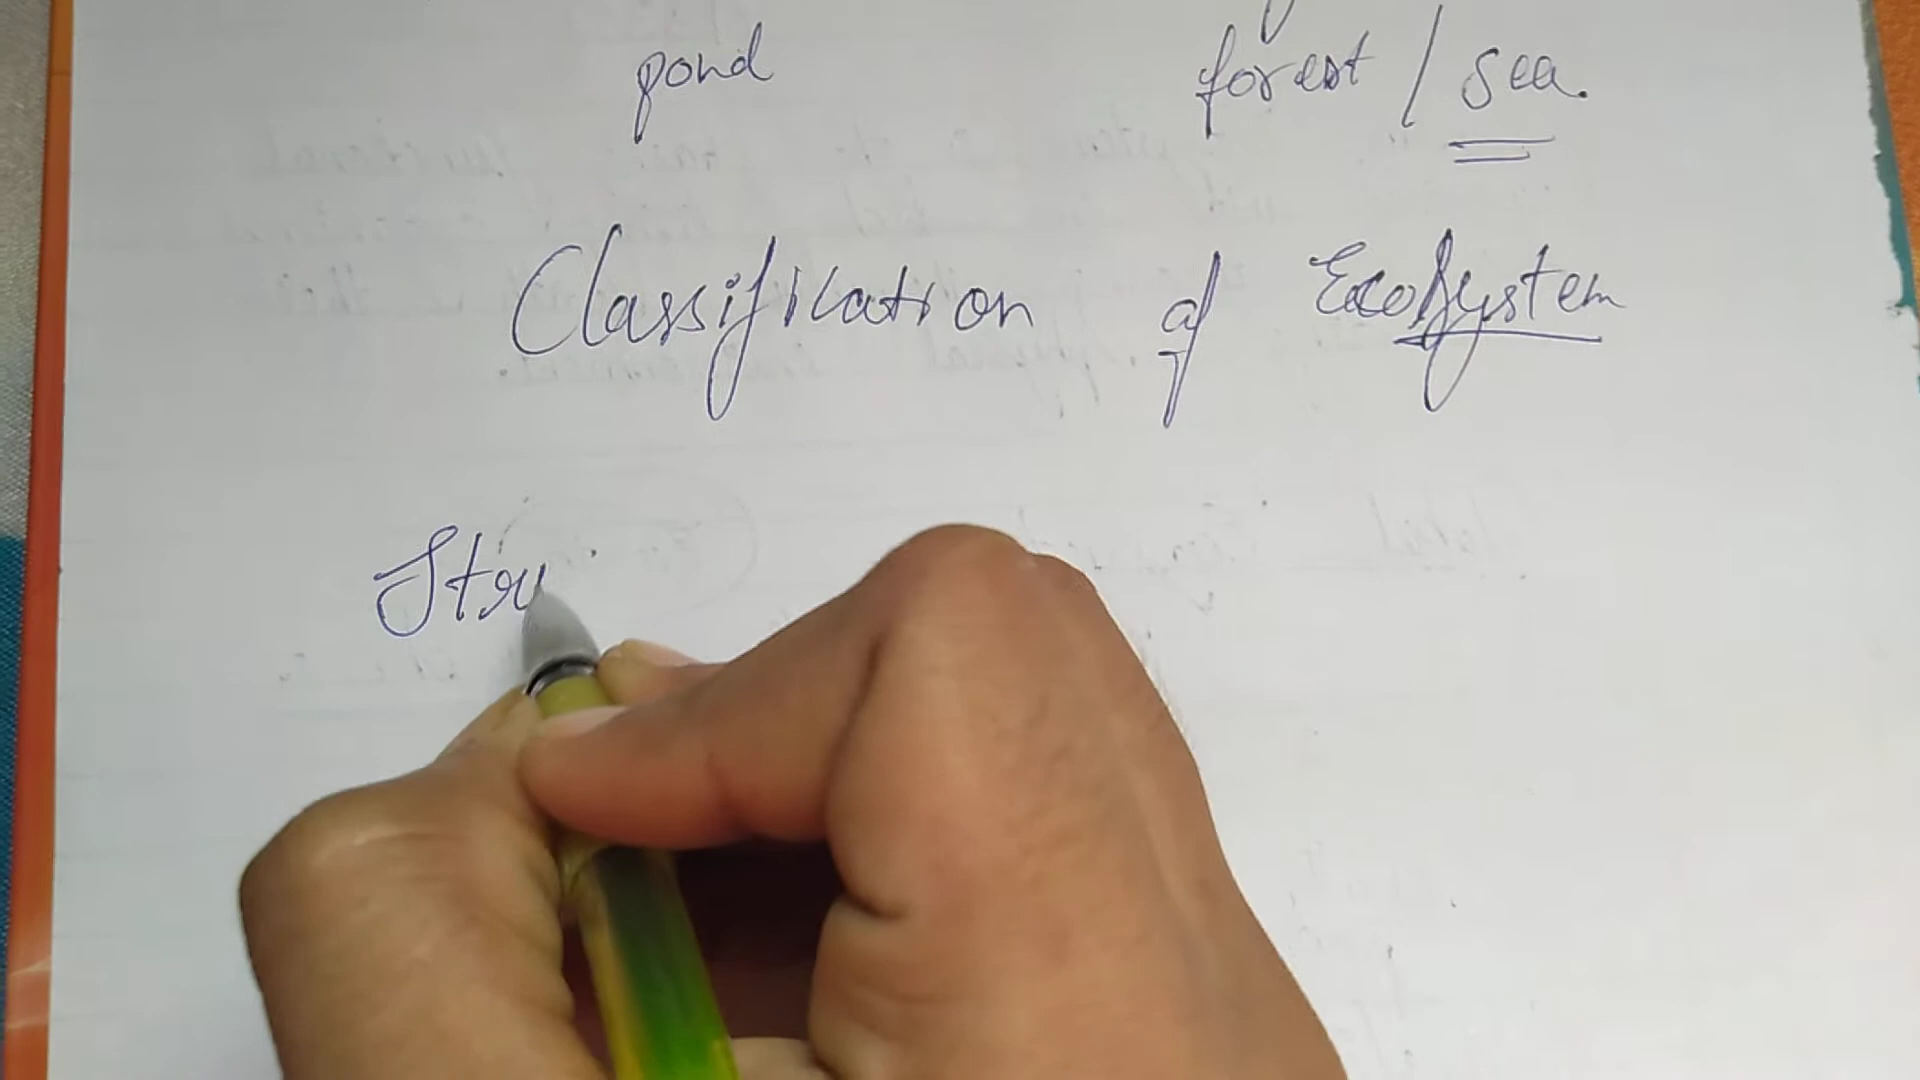 pond forest / sea.
Classification of Ecosystem
Stru